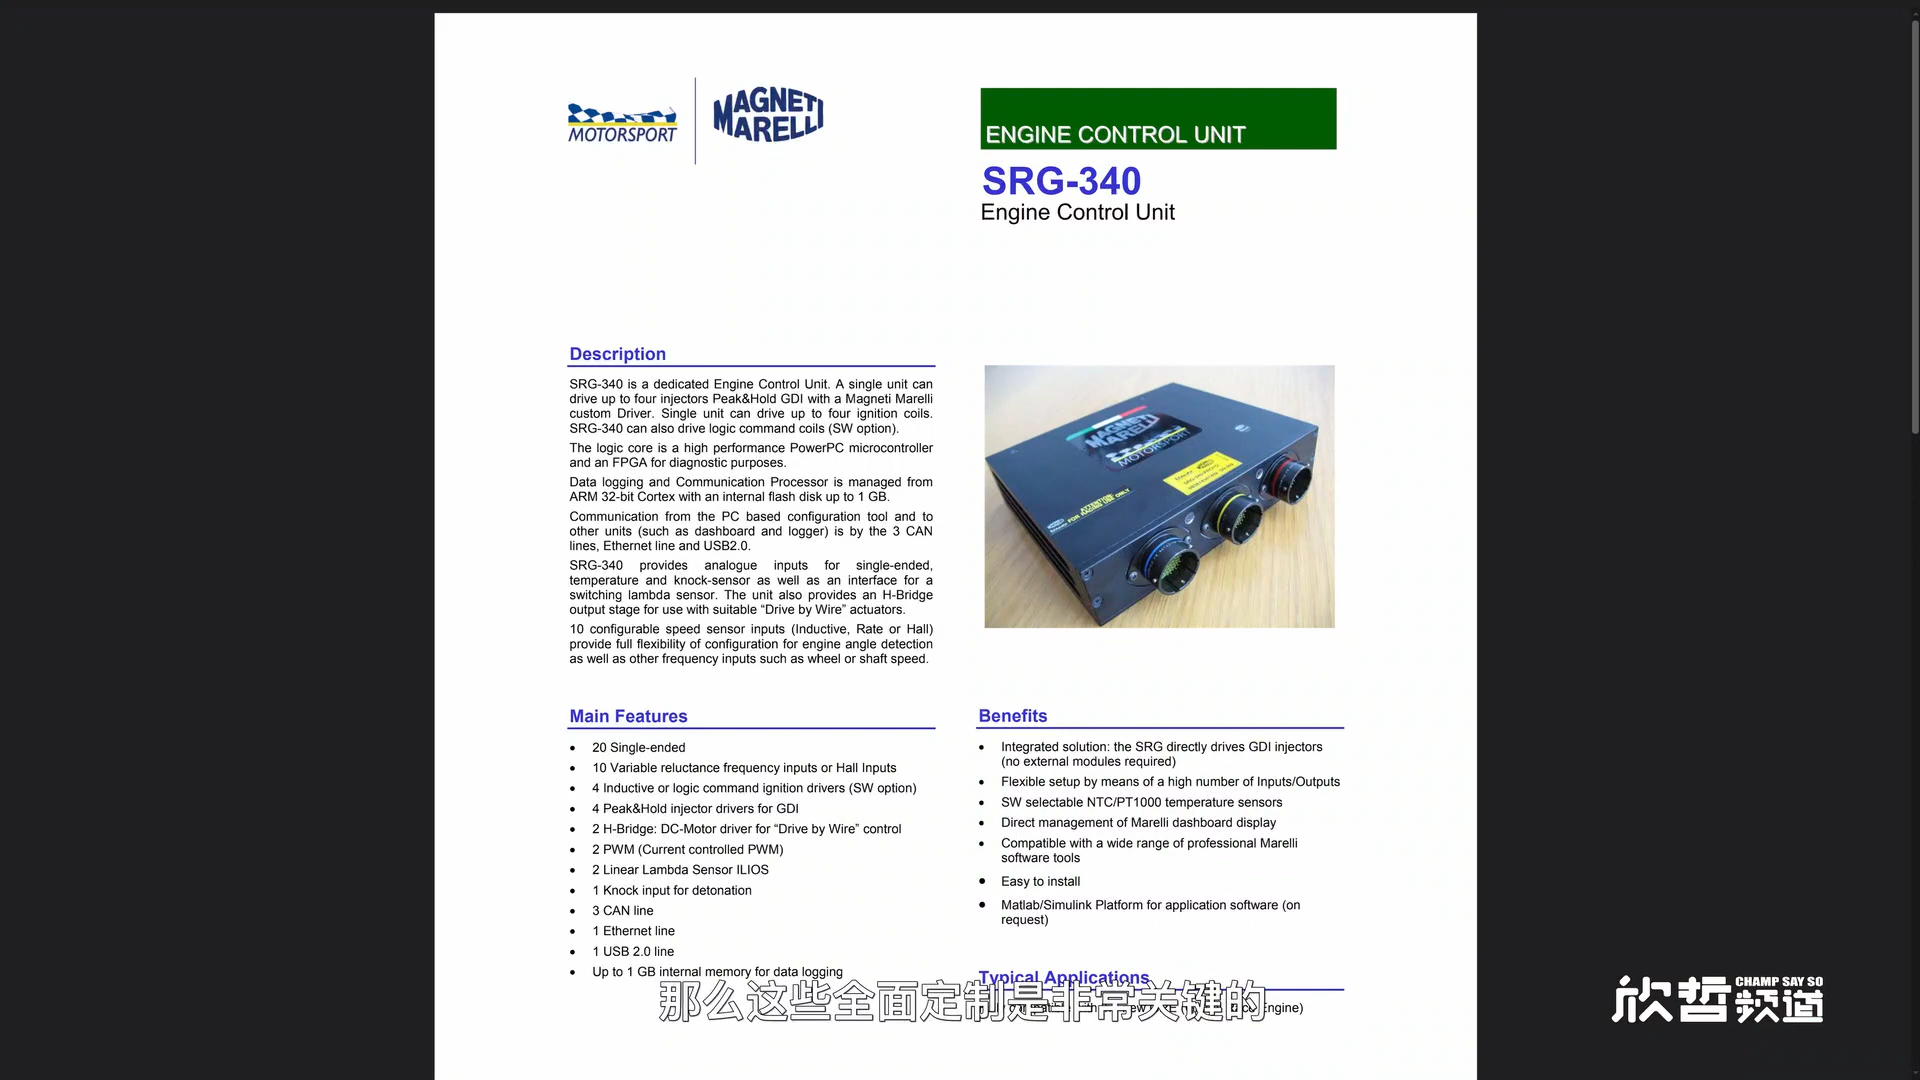 MOTORSPORT
MAGNETI
MARELLI
ENGINE CONTROL UNIT
SRG-340
Engine Control Unit
Description
SRG-340 is a dedicated Engine Control Unit. A single unit can
drive up to four injectors Peak&Hold GDI with a Magneti Marelli
custom Driver. Single unit can drive up to four ignition coils.
SRG-340 can also drive logic command coils (SW option).
The logic core is a high performance PowerPC microcontroller
and an FPGA for diagnostic purposes.
Data logging and Communication Processor is managed from
ARM 32-bit Cortex with an internal flash disk up to 1 GB.
Communication from the PC based configuration tool and to
other units (such as dashboard and logger) is by the 3 CAN
lines, Ethernet line and USB2.0.
SRG-340 provides analogue inputs for single-ended,
temperature and knock-sensor as well as an interface for a
switching lambda sensor. The unit also provides an H-Bridge
output stage for use with suitable “Drive by Wire” actuators.
10 configurable speed sensor inputs (Inductive, Rate or Hall)
provide full flexibility of configuration for engine angle detection
as well as other frequency inputs such as wheel or shaft speed.
MAGNETI
MARELLI
MOTORSPORT
ATTENTION
FOR RACING USE ONLY
Main Features
• 20 Single-ended
• 10 Variable reluctance frequency inputs or Hall Inputs
• 4 Inductive or logic command ignition drivers (SW option)
• 4 Peak&Hold injector drivers for GDI
• 2 H-Bridge: DC-Motor driver for “Drive by Wire” control
• 2 PWM (Current controlled PWM)
• 2 Linear Lambda Sensor ILIOS
• 1 Knock input for detonation
• 3 CAN line
• 1 Ethernet line
• 1 USB 2.0 line
• Up to 1 GB internal memory for data logging
Benefits
• Integrated solution: the SRG directly drives GDI injectors
(no external modules required)
• Flexible setup by means of a high number of Inputs/Outputs
• SW selectable NTC/PT1000 temperature sensors
• Direct management of Marelli dashboard display
• Compatible with a wide range of professional Marelli
software tools
• Easy to install
• Matlab/Simulink Platform for application software (on
request)
Typical Applications
Engine)
那么这些全面定制是非常关键的
欣哲频道
CHAMP SAY SO